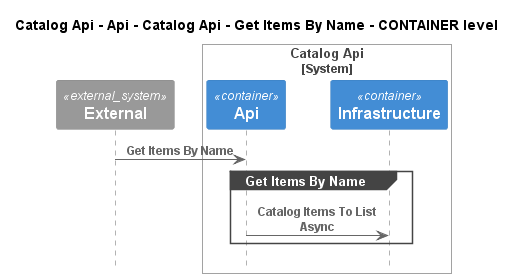 Catalog Api - Api - Catalog Api - Get Items By Name - CONTAINER level
Catalog Api
[System]
«external_system»
External
«container»
Api
«container»
Infrastructure
Get Items By Name
Get Items By Name
Catalog Items To List
Async